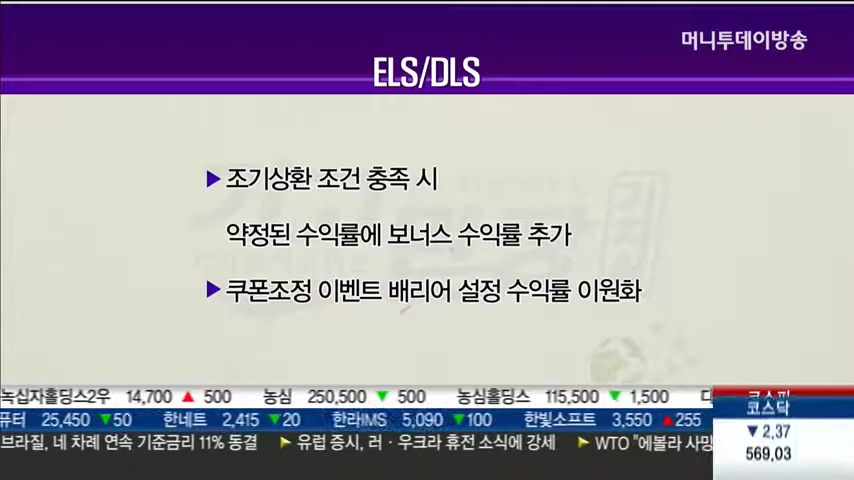 머니투데이방송
ELS/DLS
▶ 조기상환 조건 충족 시
약정된 수익률에 보너스 수익률 추가
▶ 쿠폰조정 이벤트 배리어 설정 수익률 이원화
녹십자홀딩스2우 14,700 ▲ 500 농심 250,500 ▼ 500 농심홀딩스 115,500 ▼ 1,500
퓨터 25,450 ▼50 한네트 2,415 ▼20 한라IMS 5,090 ▼100 한빛소프트 3,550 ▲255
브라질, 네 차례 연속 기준금리 11% 동결 ▶ 유럽 증시, 러·우크라 휴전 소식에 강세 ▶ WTO "에볼라 사망
코스피
코스닥
▼ 2,37
569,03